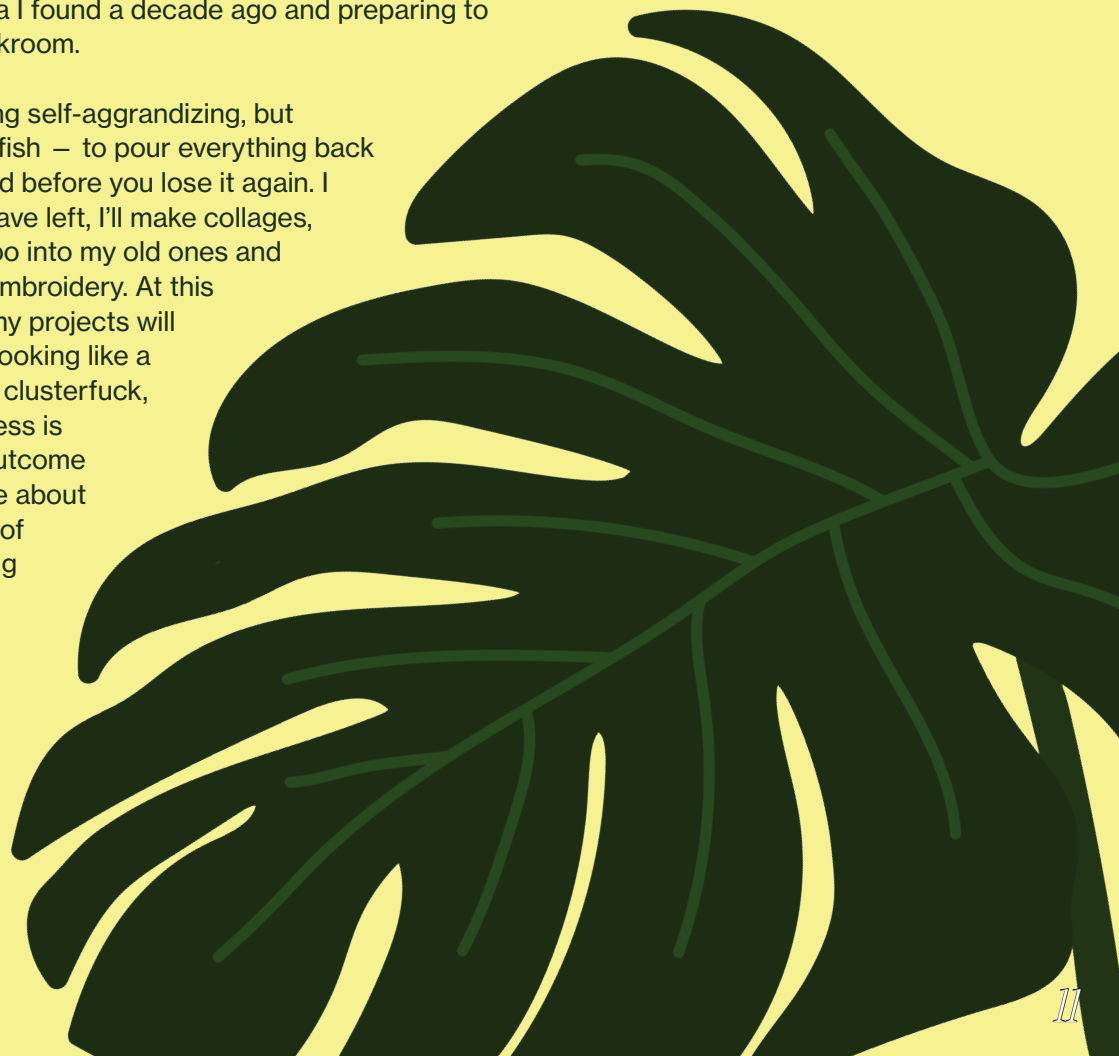 a I found a decade ago and preparing to
kroom.
ng self-aggrandizing, but
fish – to pour everything back
d before you lose it again. I
ave left, I’ll make collages,
oo into my old ones and
mbroidery. At this
ny projects will
ooking like a
clusterfuck,
ess is
utcome
e about
of
g
11